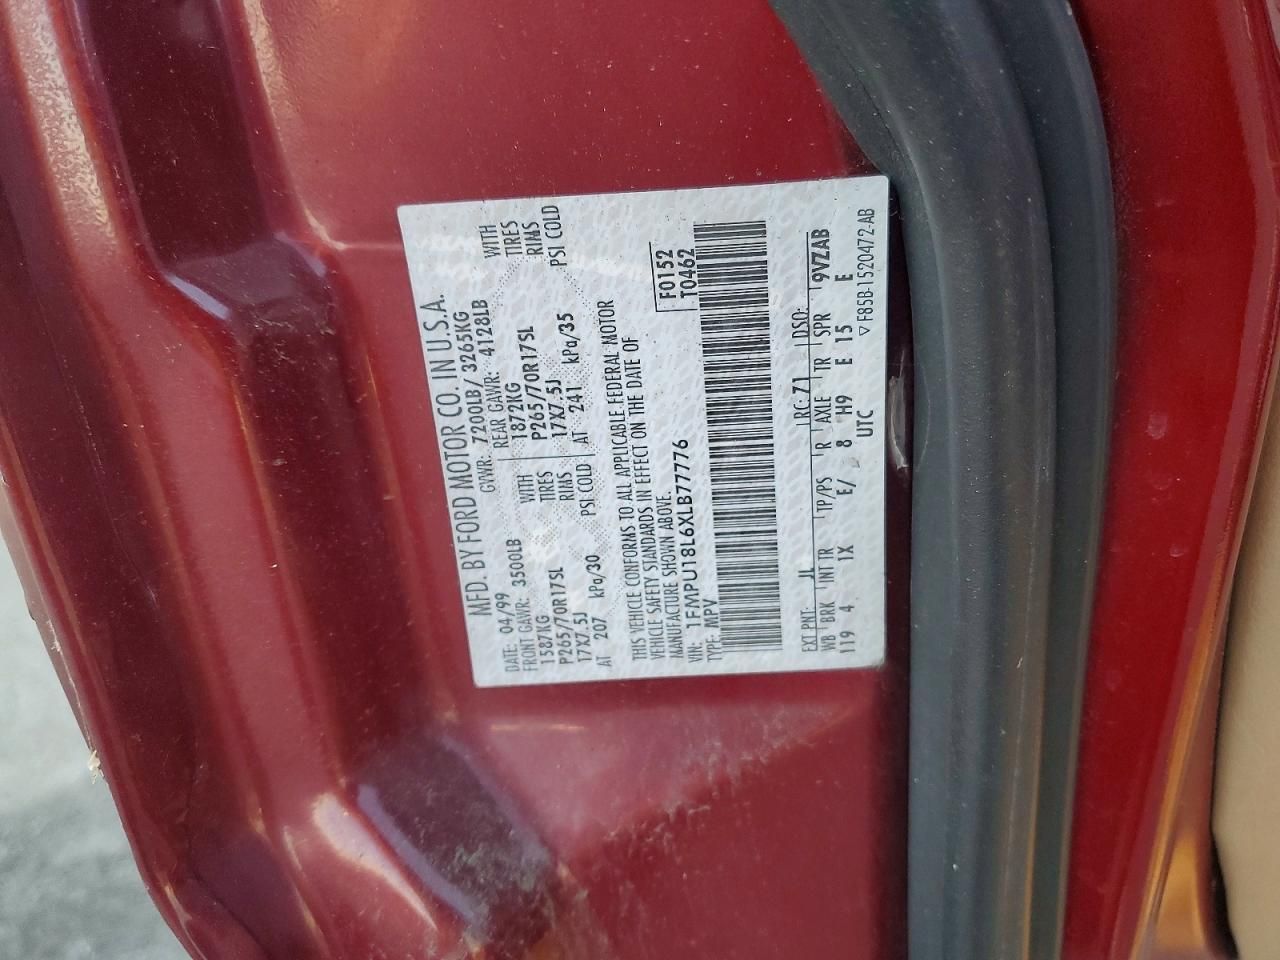 MFD. BY FORD MOTOR CO. IN U.S.A.
DATE: 04/99 GVWR: 7200LB/ 3265KG
FRONT GAWR: 3500LB REAR GAWR: 4128LB
1587KG WITH 1872KG WITH
P265/70R17SL TIRES P265/70R17SL TIRES
17X7.5J RIMS 17X7.5J RIMS
AT 207 kPa/30 PSI COLD AT 241 kPa/35 PSI COLD
THIS VEHICLE CONFORMS TO ALL APPLICABLE FEDERAL MOTOR
VEHICLE SAFETY STANDARDS IN EFFECT ON THE DATE OF
MANUFACTURE SHOWN ABOVE.
F0152
T0462
VIN: 1FMPU18L6XLB77776
TYPE: MPV
EXT PNT: JL RC: 71 DSO:
WB BRK INT TR TP/PS R AXLE TR SPR 9VZAB
119 4 1X E/ 8 H9 E 15 E
UTC ▽F85B-1520472-AB